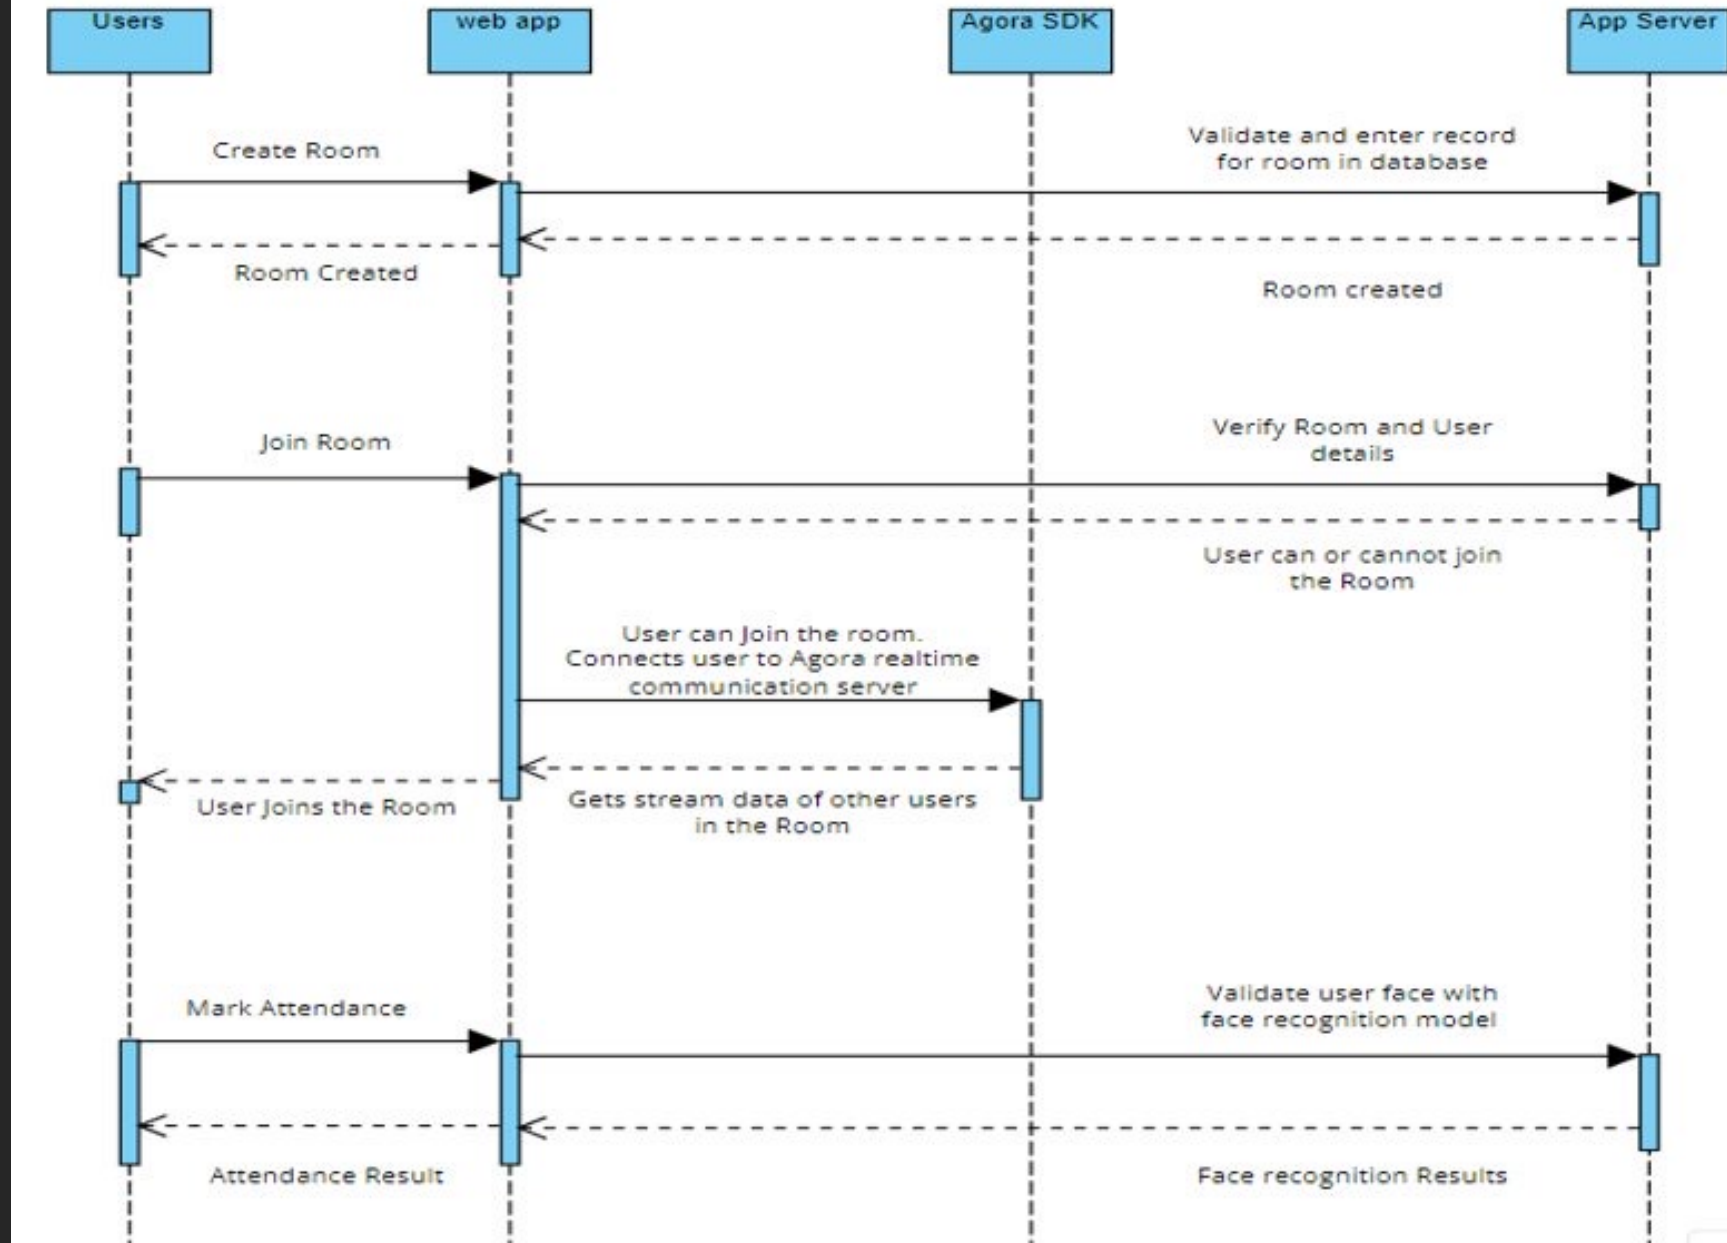 Users
web app
Agora SDK
App Server
Create Room
Validate and enter record
for room in database
Room Created
Room created
Join Room
Verify Room and User
details
User can or cannot join
the Room
User can Join the room.
Connects user to Agora realtime
communication server
User Joins the Room
Gets stream data of other users
in the Room
Mark Attendance
Validate user face with
face recognition model
Attendance Result
Face recognition Results